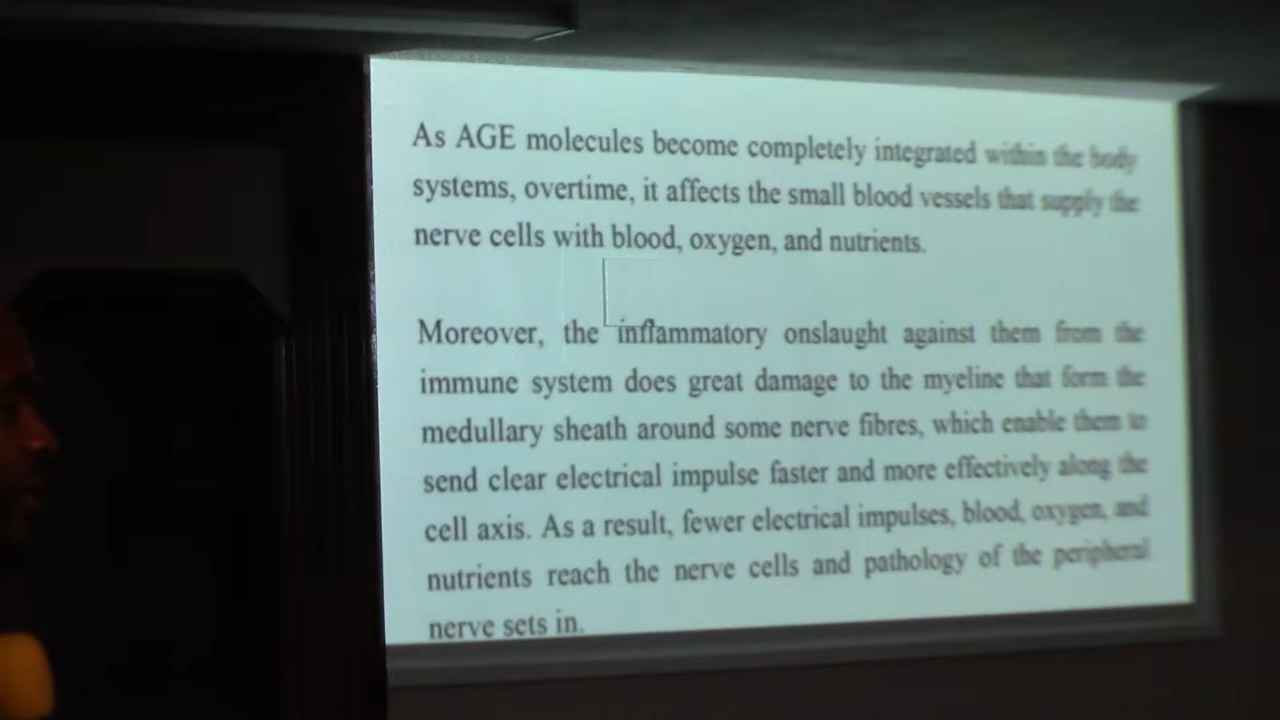 As AGE molecules become completely integrated within the body
systems, overtime, it affects the small blood vessels that supply the
nerve cells with blood, oxygen, and nutrients.
Moreover, the inflammatory onslaught against them from the
immune system does great damage to the myeline that form the
medullary sheath around some nerve fibres, which enable them to
send clear electrical impulse faster and more effectively along the
cell axis. As a result, fewer electrical impulses, blood, oxygen, and
nutrients reach the nerve cells and pathology of the peripheral
nerve sets in.